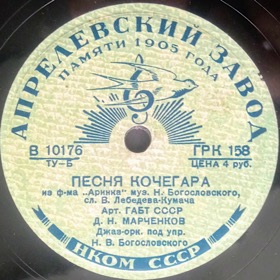 АПРЕЛЕВСКИЙ ЗАВОД
ПАМЯТИ 1905 ГОДА
В 10176
ТУ-Б
ГРК 158
ЦЕНА 4 руб.
ПЕСНЯ КОЧЕГАРА
из ф-ма „Аринка" муз. Н. Богословского,
сл. В. Лебедева-Кумача
Арт. ГАБТ СССР
Д. Н. МАРЧЕНКОВ
Джаз-орк. под упр.
Н. В. Богословского
НКОМ СССР